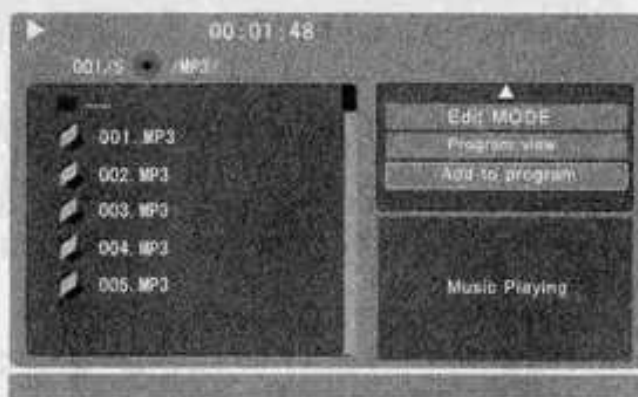 00:01:48
001/5 /MP3/
001.MP3
002.MP3
003.MP3
004.MP3
005.MP3
Edit MODE
Program view
Add to program
Music Playing